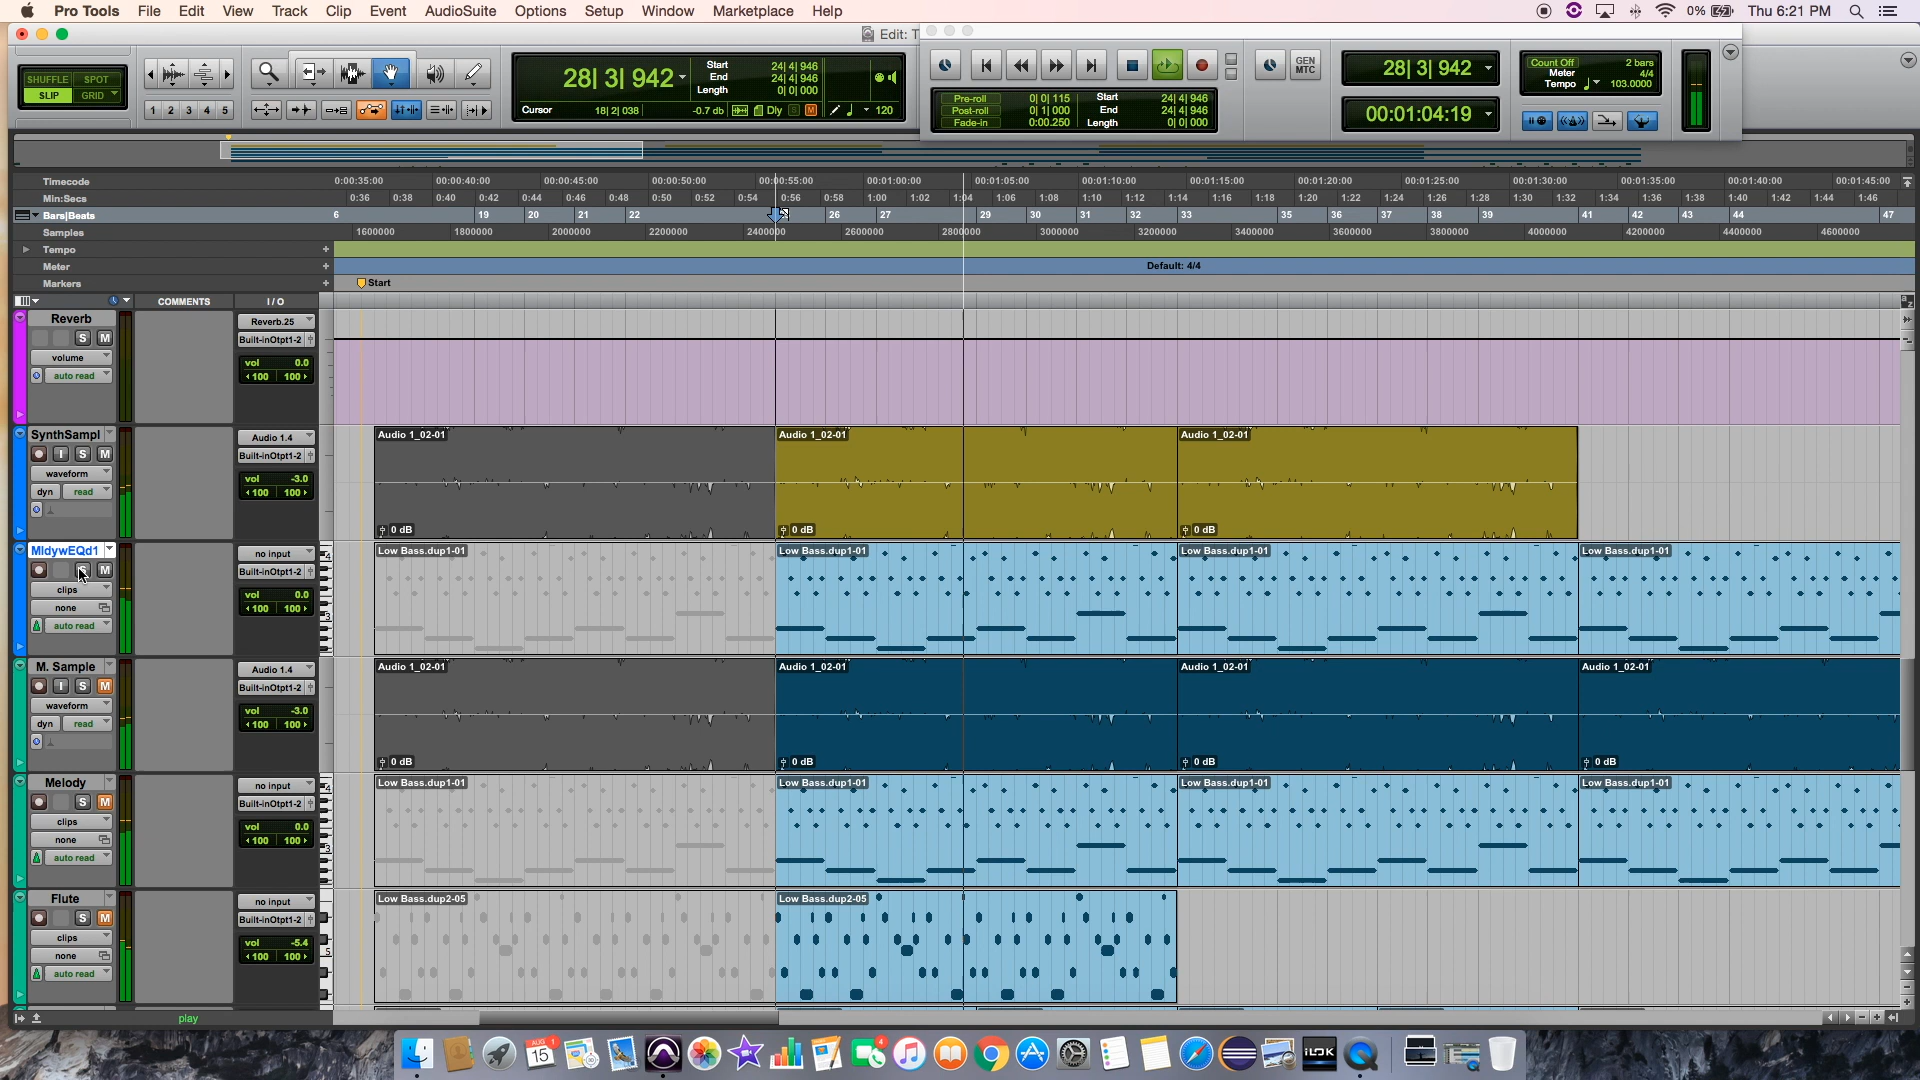 Pro Tools File Edit View Track Clip Event AudioSuite Options Setup Window Marketplace Help 0% Thu 6:21 PM
Edit: T
SHUFFLE SPOT
SLIP GRID
1 2 3 4 5
28| 3| 942
Start 24| 4| 946
End 24| 4| 946
Length 0| 0| 000
Cursor 18| 2| 038 -0.7 db Dly S M 120
GEN
MTC
Pre-roll 0| 0| 115 Start 24| 4| 946
Post-roll 0| 1| 000 End 24| 4| 946
Fade-in 0:00.250 Length 0| 0| 000
28| 3| 942
00:01:04:19
Count Off 2 bars
Meter 4/4
Tempo 103.0000
Timecode 0:00:35:00 00:00:40:00 00:00:45:00 00:00:50:00 00:00:55:00 00:01:00:00 00:01:05:00 00:01:10:00 00:01:15:00 00:01:20:00 00:01:25:00 00:01:30:00 00:01:35:00 00:01:40:00 00:01:45:00
Min:Secs 0:36 0:38 0:40 0:42 0:44 0:46 0:48 0:50 0:52 0:54 0:56 0:58 1:00 1:02 1:04 1:06 1:08 1:10 1:12 1:14 1:16 1:18 1:20 1:22 1:24 1:26 1:28 1:30 1:32 1:34 1:36 1:38 1:40 1:42 1:44 1:46
Bars|Beats 6 19 20 21 22 26 27 29 30 31 32 33 35 36 37 38 39 41 42 43 44 47
Samples 1600000 1800000 2000000 2200000 2400000 2600000 2800000 3000000 3200000 3400000 3600000 3800000 4000000 4200000 4400000 4600000
Tempo +
Meter + Default: 4/4
Markers + Start
COMMENTS I / O
Reverb
S M
volume
auto read
Reverb.25
Built-inOtpt1-2
vol 0.0
100 100
SynthSampl
I S M
waveform
dyn read
Audio 1.4
Built-inOtpt1-2
vol -3.0
100 100
Audio 1_02-01 Audio 1_02-01 Audio 1_02-01
0 dB 0 dB 0 dB
MldywEQd1
S M
clips
none
auto read
no input
Built-inOtpt1-2
vol 0.0
100 100
4
3
Low Bass.dup1-01 Low Bass.dup1-01 Low Bass.dup1-01 Low Bass.dup1-01
M. Sample
I S M
waveform
dyn read
Audio 1.4
Built-inOtpt1-2
vol -3.0
100 100
Audio 1_02-01 Audio 1_02-01 Audio 1_02-01 Audio 1_02-01
0 dB 0 dB 0 dB 0 dB
Melody
S M
clips
none
auto read
no input
Built-inOtpt1-2
vol 0.0
100 100
4
3
Low Bass.dup1-01 Low Bass.dup1-01 Low Bass.dup1-01 Low Bass.dup1-01
Flute
S M
clips
none
auto read
no input
Built-inOtpt1-2
vol -5.4
100 100
5
Low Bass.dup2-05 Low Bass.dup2-05
play
AUG 1
15
4
iLOK